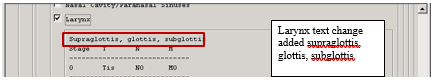 Nasal Cavity/Paranasal Sinuses
Larynx
Supraglottis, glottis, subglotti
Stage T N M
0 Tis N0 M0
Larynx text change
added supraglottis,
glottis, subglottis